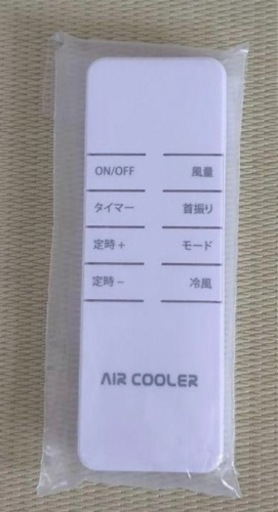 ON/OFF 風量
タイマー 首振り
定時+ モード
定時− 冷風
AIR COOLER